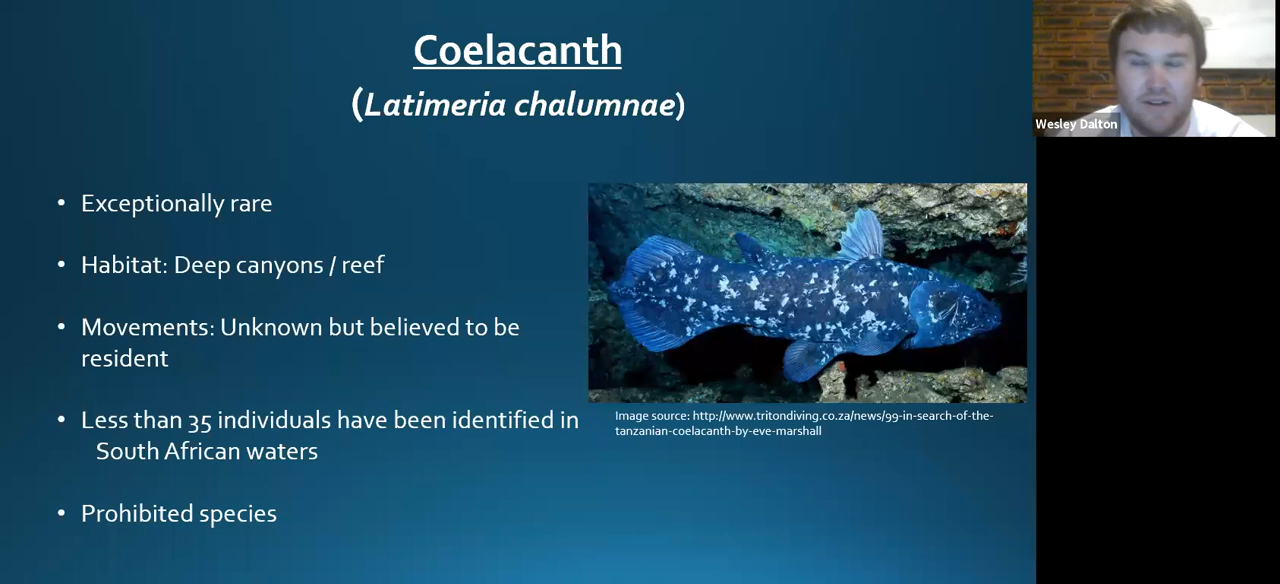 Coelacanth
(Latimeria chalumnae)
Wesley Dalton
• Exceptionally rare
• Habitat: Deep canyons / reef
• Movements: Unknown but believed to be
resident
• Less than 35 individuals have been identified in
South African waters
• Prohibited species
Image source: http://www.tritondiving.co.za/news/99-in-search-of-the-
tanzanian-coelacanth-by-eve-marshall